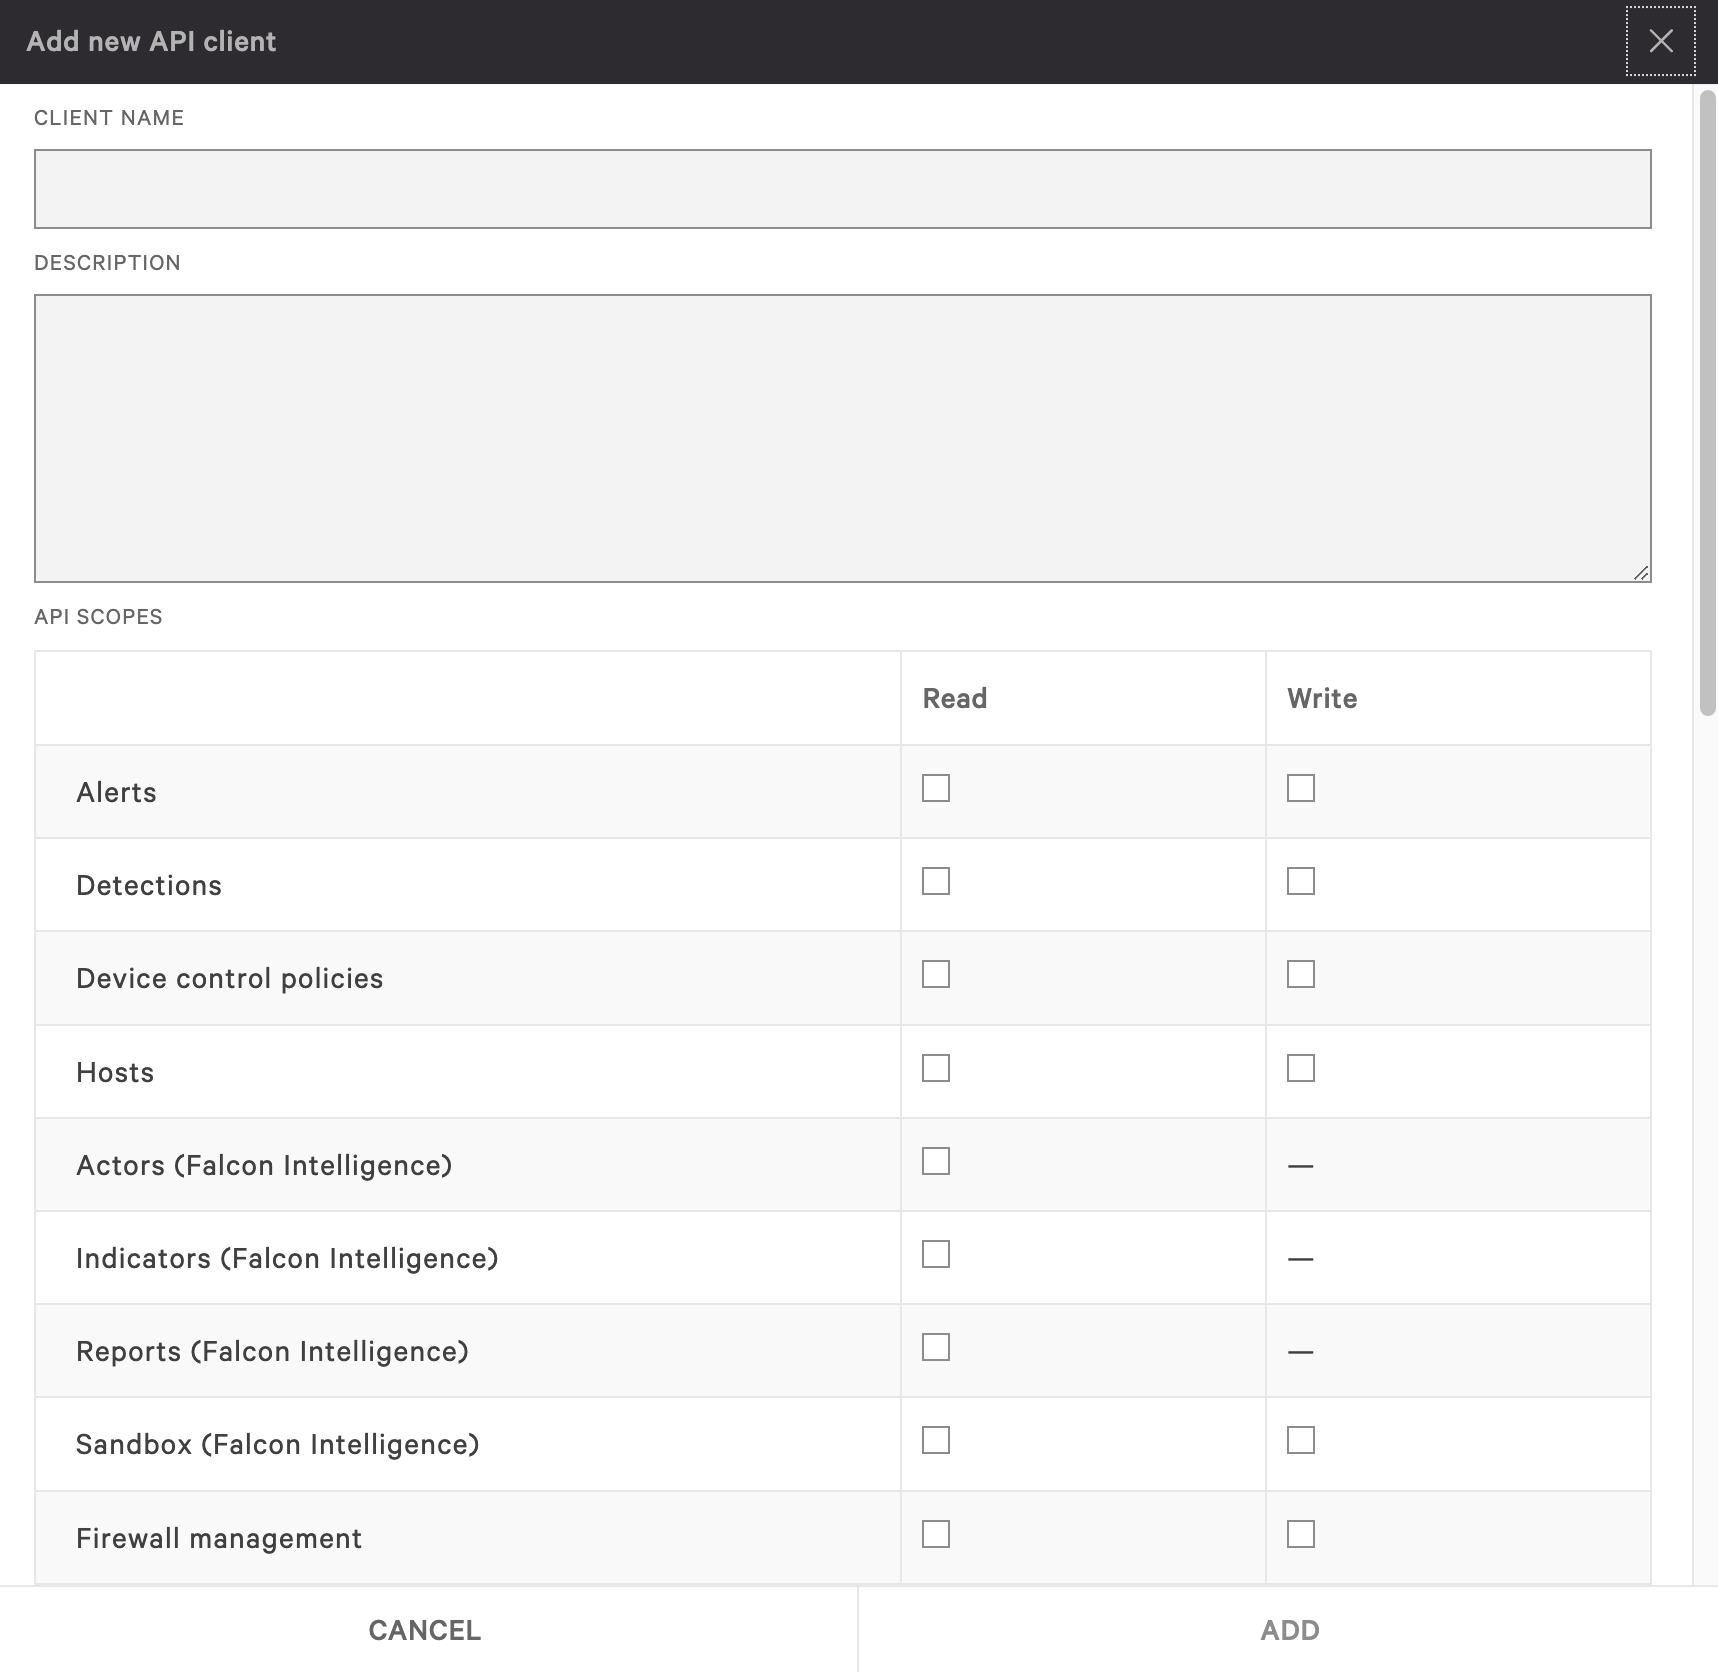 Add new API client
CLIENT NAME
DESCRIPTION
API SCOPES
Read Write
Alerts
Detections
Device control policies
Hosts
Actors (Falcon Intelligence) —
Indicators (Falcon Intelligence) —
Reports (Falcon Intelligence) —
Sandbox (Falcon Intelligence)
Firewall management
CANCEL ADD